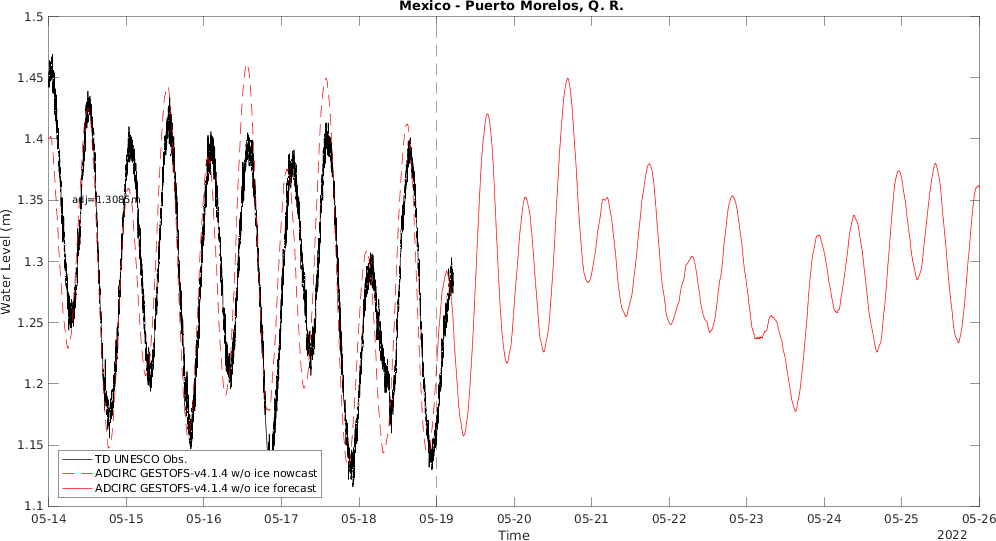 Mexico - Puerto Morelos, Q. R.
1.5
1.45
1.4
1.35
1.3
1.25
1.2
1.15
1.1
Water Level (m)
adj=1.3085m
TD UNESCO Obs.
ADCIRC GESTOFS-v4.1.4 w/o ice nowcast
ADCIRC GESTOFS-v4.1.4 w/o ice forecast
05-14 05-15 05-16 05-17 05-18 05-19 05-20 05-21 05-22 05-23 05-24 05-25 05-26
Time
2022